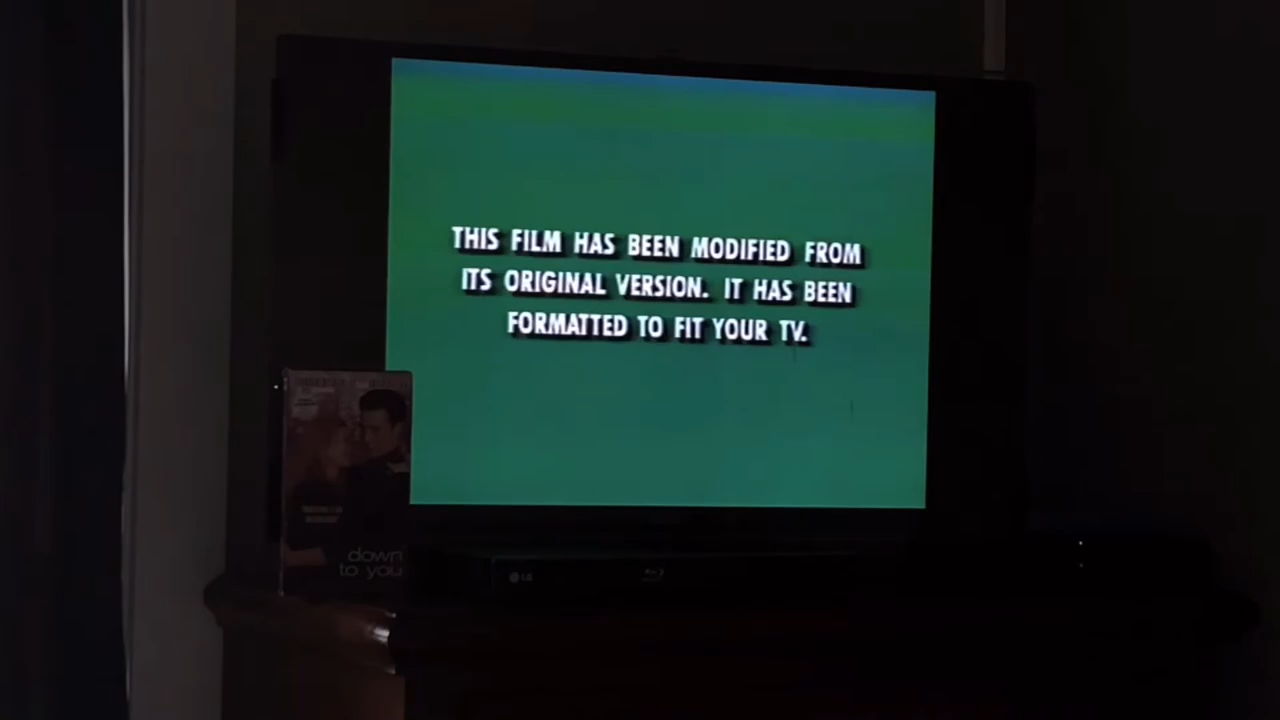 THIS FILM HAS BEEN MODIFIED FROM
ITS ORIGINAL VERSION. IT HAS BEEN
FORMATTED TO FIT YOUR TV.
down
to you
LG